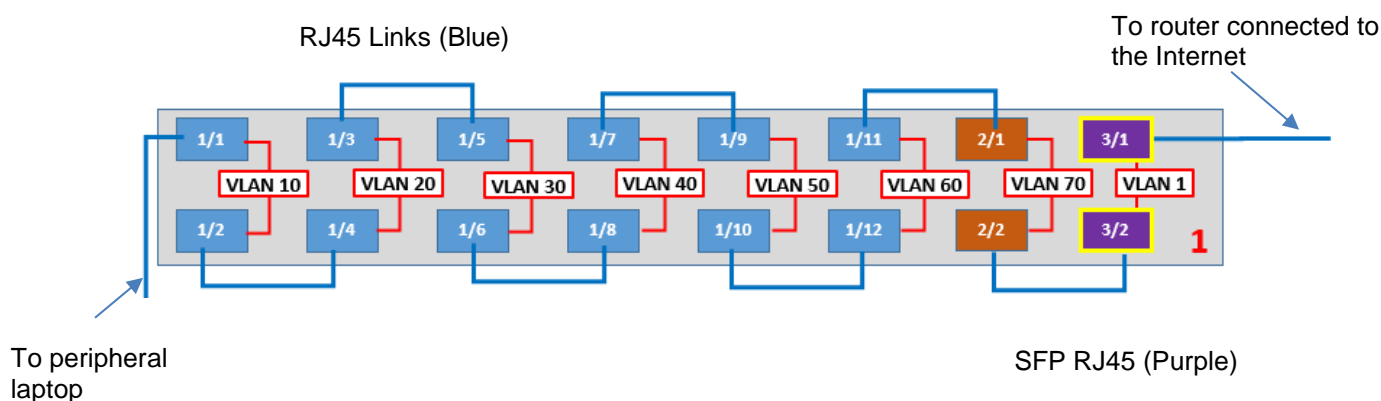 To router connected to
the Internet
RJ45 Links (Blue)
1/1
1/3
1/5
1/7
1/9
1/11
2/1
3/1
VLAN 10
VLAN 20
VLAN 30
VLAN 40
VLAN 50
VLAN 60
VLAN 70
VLAN 1
1/2
1/4
1/6
1/8
1/10
1/12
2/2
3/2
1
To peripheral
laptop
SFP RJ45 (Purple)